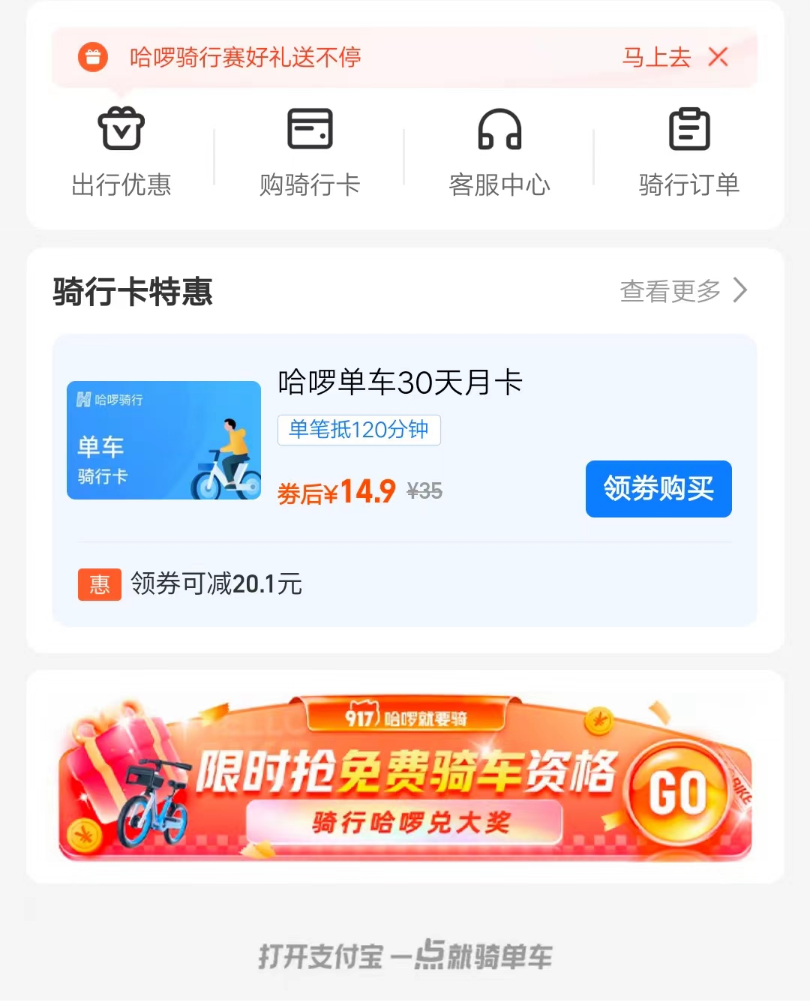 哈啰骑行赛好礼送不停 马上去
出行优惠 购骑行卡 客服中心 骑行订单
骑行卡特惠 查看更多
哈啰骑行
单车
骑行卡
哈啰单车30天月卡
单笔抵120分钟
劵后¥14.9 ¥35
领劵购买
惠 领券可减20.1元
917 哈啰就要骑
限时抢免费骑车资格
GO
骑行哈啰兑大奖
打开支付宝 一点就骑单车